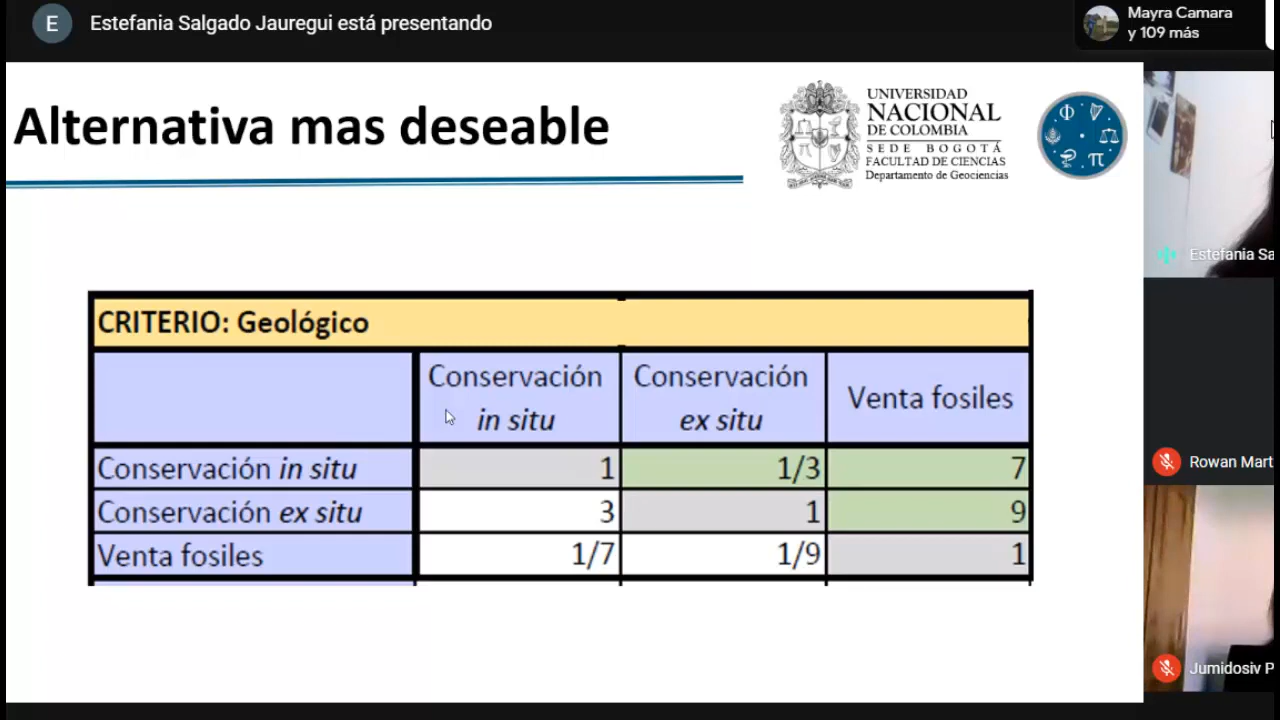 E
Estefania Salgado Jauregui está presentando
Mayra Camara
y 109 más
Alternativa mas deseable
UNIVERSIDAD
NACIONAL
DE COLOMBIA
SEDE BOGOTÁ
FACULTAD DE CIENCIAS
Departamento de Geociencias
CRITERIO: Geológico
Conservación in situ
Conservación ex situ
Venta fosiles
Conservación in situ 1 1/3 7
Conservación ex situ 3 1 9
Venta fosiles 1/7 1/9 1
Estefania Sa
Rowan Mart
Jumidosiv P